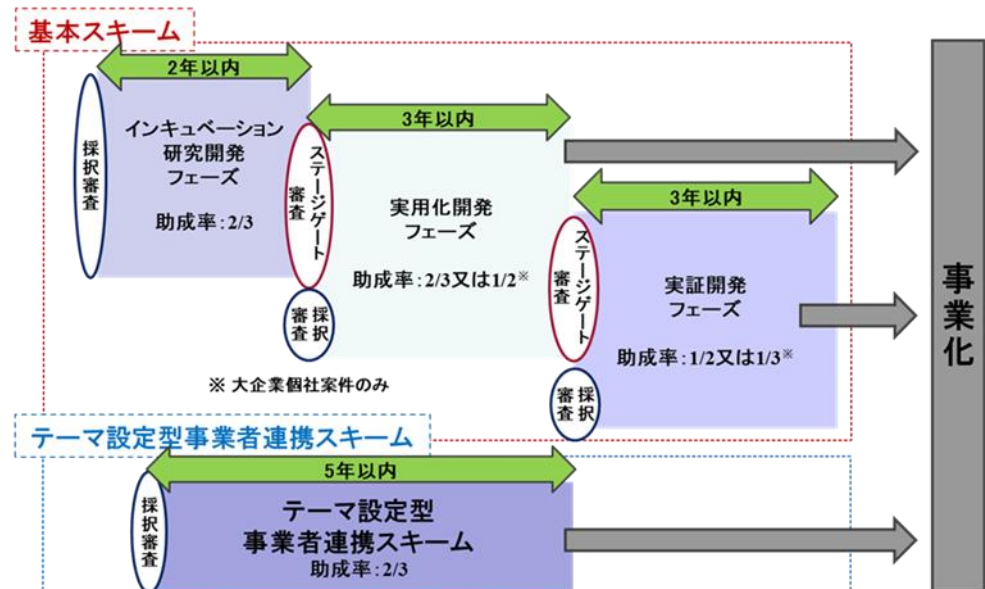 基本スキーム
2年以内
採択審査
インキュベーション
研究開発
フェーズ
助成率:2/3
3年以内
ステージゲート
審査
採択
審査
実用化開発
フェーズ
助成率:2/3又は1/2※
3年以内
ステージゲート
審査
採択
審査
実証開発
フェーズ
助成率:1/2又は1/3※
※ 大企業個社案件のみ
事業化
テーマ設定型事業者連携スキーム
5年以内
採択審査
テーマ設定型
事業者連携スキーム
助成率:2/3